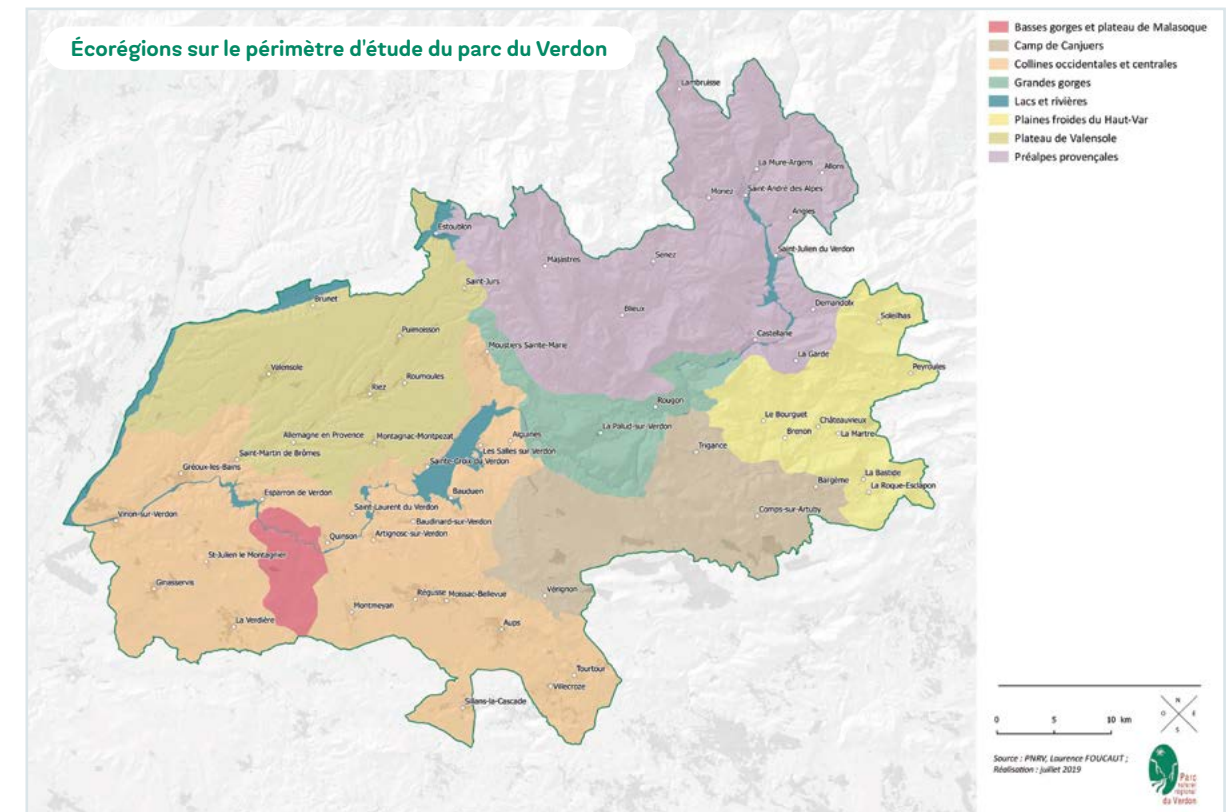 Écorégions sur le périmètre d'étude du parc du Verdon
Basses gorges et plateau de Malasoque
Camp de Canjuers
Collines occidentales et centrales
Grandes gorges
Lacs et rivières
Plaines froides du Haut-Var
Plateau de Valensole
Préalpes provençales
Lambruisse
La Mure-Argens
Allons
Moriez
Saint-André des Alpes
Angles
Estoublon
Saint-Julien du Verdon
Majastres
Senez
Saint-Jurs
Brunet
Blieux
Demandolx
Soleilhas
Puimoisson
Castellane
Moustiers Sainte-Marie
La Garde
Peyroules
Valensole
Roumoules
Riez
Rougon
La Palud-sur-Verdon
Le Bourguet
Châteauvieux
Brenon
La Martre
Allemagne en Provence
Montagnac-Montpezat
Aiguines
Trigance
Saint-Martin de Brômes
Les Salles sur Verdon
Gréoux-les-Bains
Sainte-Croix du Verdon
La Bastide
Bargème
La Roque-Esclapon
Esparron de Verdon
Bauduen
Saint-Laurent du Verdon
Comps-sur-Artuby
Vinon-sur-Verdon
Baudinard-sur-Verdon
Quinson
Artignosc-sur-Verdon
St-Julien le Montagnier
Ginasservis
Vérignon
Régusse
Moissac-Bellevue
Montmeyan
La Verdière
Aups
Tourtour
Villecroze
Sillans-la-Cascade
0 5 10 km
N
O E
S
Source : PNRV, Laurence FOUCAUT ;
Réalisation : juillet 2019
Parc
naturel
régional
du Verdon